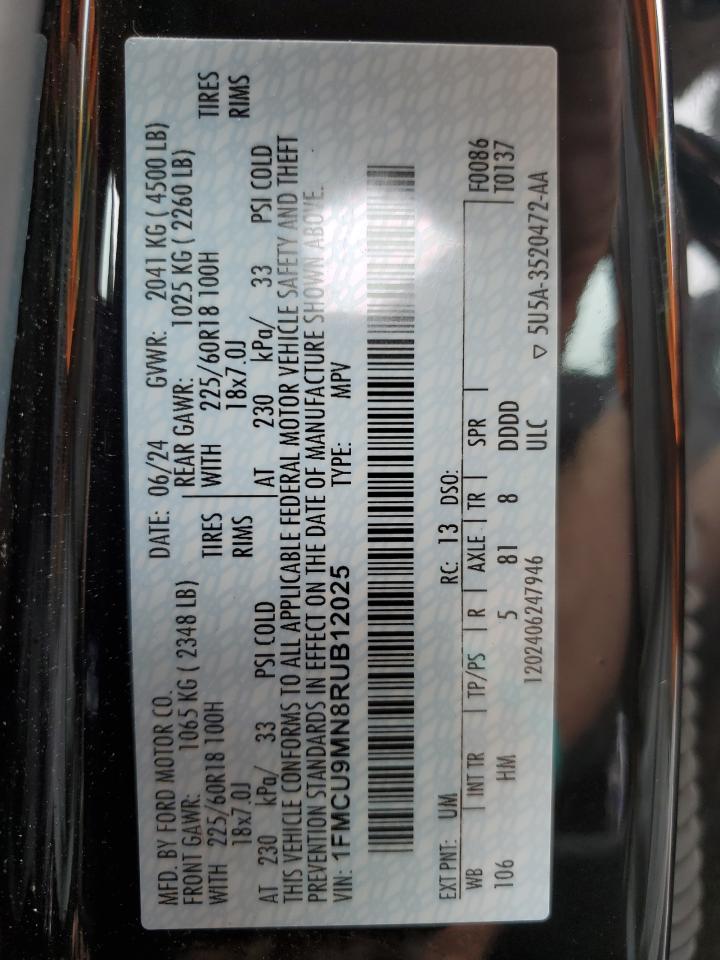 MFD. BY FORD MOTOR CO. DATE: 06/24 GVWR: 2041 KG ( 4500 LB)
FRONT GAWR: 1065 KG ( 2348 LB) REAR GAWR: 1025 KG ( 2260 LB)
WITH 225/60R18 100H TIRES WITH 225/60R18 100H TIRES
18x7.0J RIMS 18x7.0J RIMS
AT 230 kPa/ 33 PSI COLD AT 230 kPa/ 33 PSI COLD
THIS VEHICLE CONFORMS TO ALL APPLICABLE FEDERAL MOTOR VEHICLE SAFETY AND THEFT
PREVENTION STANDARDS IN EFFECT ON THE DATE OF MANUFACTURE SHOWN ABOVE.
VIN: 1FMCU9MN8RUB12025 TYPE: MPV
EXT PNT: UM RC: 13 DSO:
WB INT TR TP/PS R AXLE TR SPR F0086
106 HM 5 81 8 DDDD T0137
1202406247946 ULC ▽ 5U5A-3520472-AA